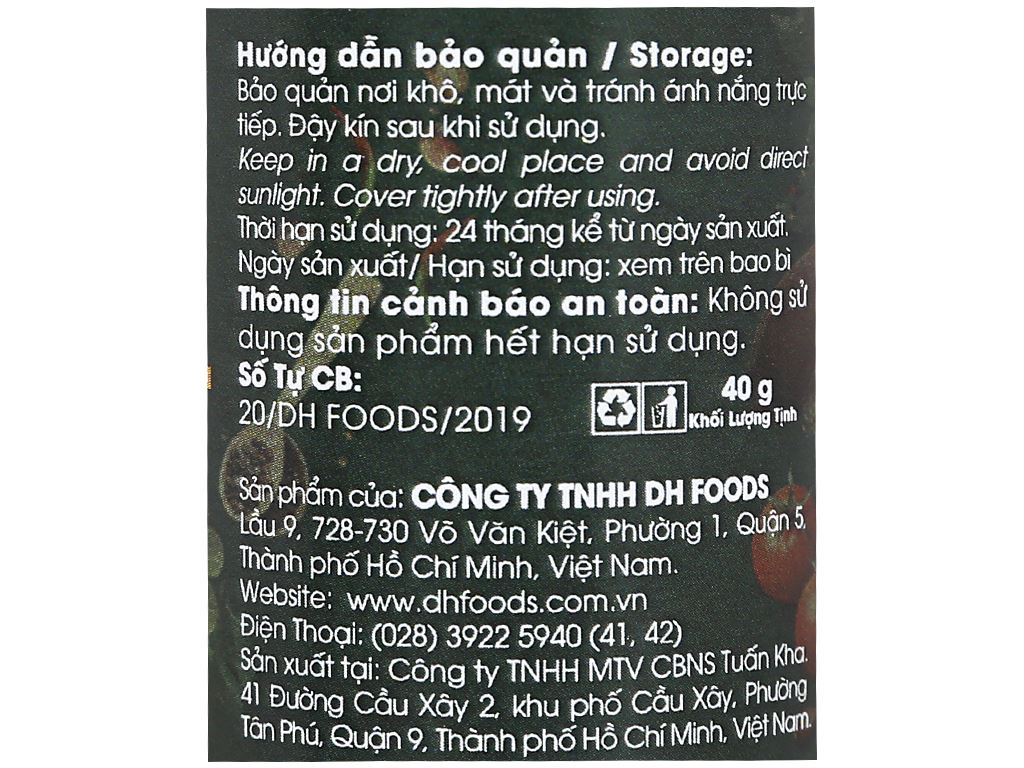 Hướng dẫn bảo quản / Storage:
Bảo quản nơi khô, mát và tránh ánh nắng trực
tiếp. Đậy kín sau khi sử dụng.
Keep in a dry, cool place and avoid direct
sunlight. Cover tightly after using.
Thời hạn sử dụng: 24 tháng kể từ ngày sản xuất.
Ngày sản xuất/ Hạn sử dụng: xem trên bao bì
Thông tin cảnh báo an toàn: Không sử
dụng sản phẩm hết hạn sử dụng.
Số Tự CB:
20/DH FOODS/2019
40 g
Khối Lượng Tịnh
Sản phẩm của: CÔNG TY TNHH DH FOODS
Lầu 9, 728-730 Võ Văn Kiệt, Phường 1, Quận 5,
Thành phố Hồ Chí Minh, Việt Nam.
Website: www.dhfoods.com.vn
Điện Thoại: (028) 3922 5940 (41, 42)
Sản xuất tại: Công ty TNHH MTV CBNS Tuấn Kha.
41 Đường Cầu Xây 2, khu phố Cầu Xây, Phường
Tân Phú, Quận 9, Thành phố Hồ Chí Minh, Việt Nam.